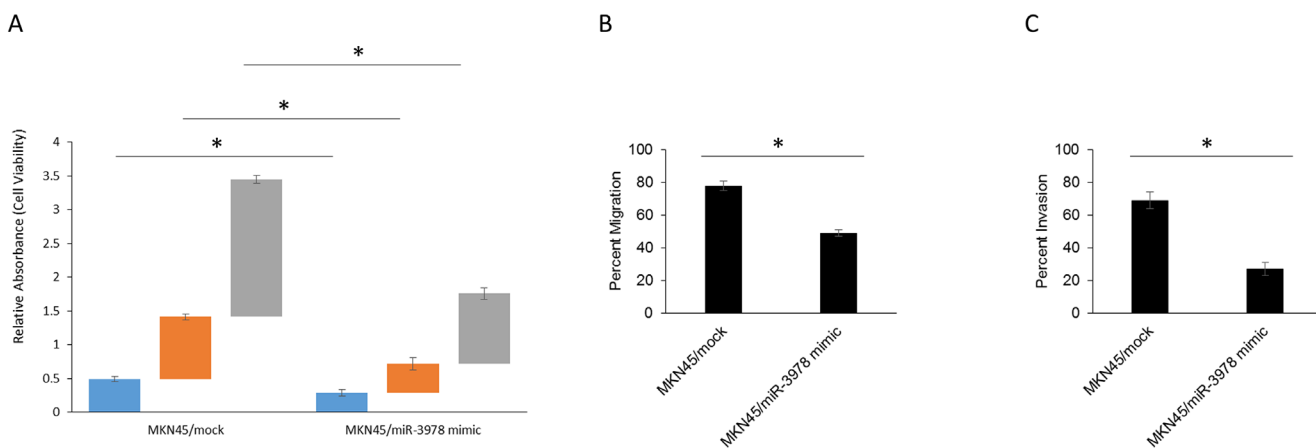 A
*
*
*
Relative Absorbance (Cell Viability)
4
3.5
3
2.5
2
1.5
1
0.5
0
MKN45/mock
MKN45/miR-3978 mimic
B
*
Percent Migration
100
80
60
40
20
0
MKN45/mock
MKN45/miR-3978 mimic
C
*
Percent Invasion
100
80
60
40
20
0
MKN45/mock
MKN45/miR-3978 mimic